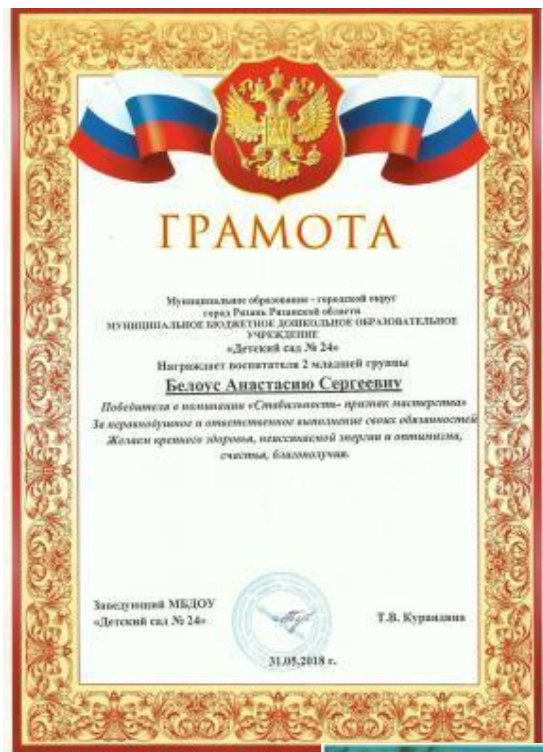 ГРАМОТА
Муниципальное образование - городской округ
город Рязань Рязанской области
МУНИЦИПАЛЬНОЕ БЮДЖЕТНОЕ ДОШКОЛЬНОЕ ОБРАЗОВАТЕЛЬНОЕ
УЧРЕЖДЕНИЕ
«Детский сад № 24»
Награждает воспитателя 2 младшей группы
Белоус Анастасию Сергеевну
Победителя в номинации «Стабильность- признак мастерства»
За неравнодушное и ответственное выполнение своих обязанностей
Желаем крепкого здоровья, неиссякаемой энергии и оптимизма,
счастья, благополучия.
Заведующий МБДОУ
«Детский сад № 24»
Т.В. Курандина
31.05.2018 г.